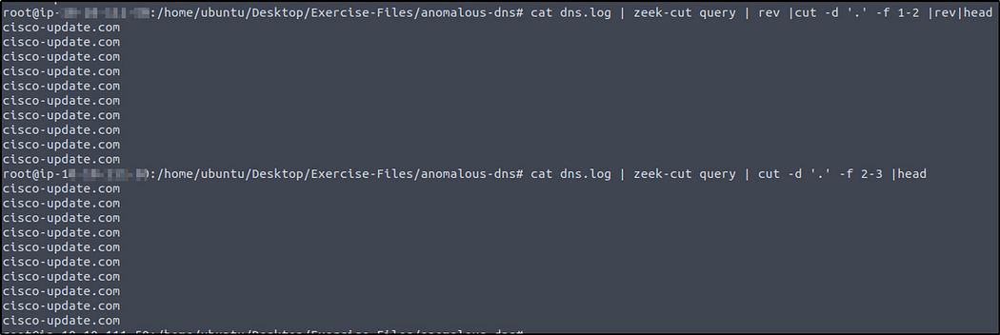 root@ip- :/home/ubuntu/Desktop/Exercise-Files/anomalous-dns# cat dns.log | zeek-cut query | rev |cut -d '.' -f 1-2 |rev|head
cisco-update.com
cisco-update.com
cisco-update.com
cisco-update.com
cisco-update.com
cisco-update.com
cisco-update.com
cisco-update.com
cisco-update.com
cisco-update.com
root@ip-1 :/home/ubuntu/Desktop/Exercise-Files/anomalous-dns# cat dns.log | zeek-cut query | cut -d '.' -f 2-3 |head
cisco-update.com
cisco-update.com
cisco-update.com
cisco-update.com
cisco-update.com
cisco-update.com
cisco-update.com
cisco-update.com
cisco-update.com
cisco-update.com